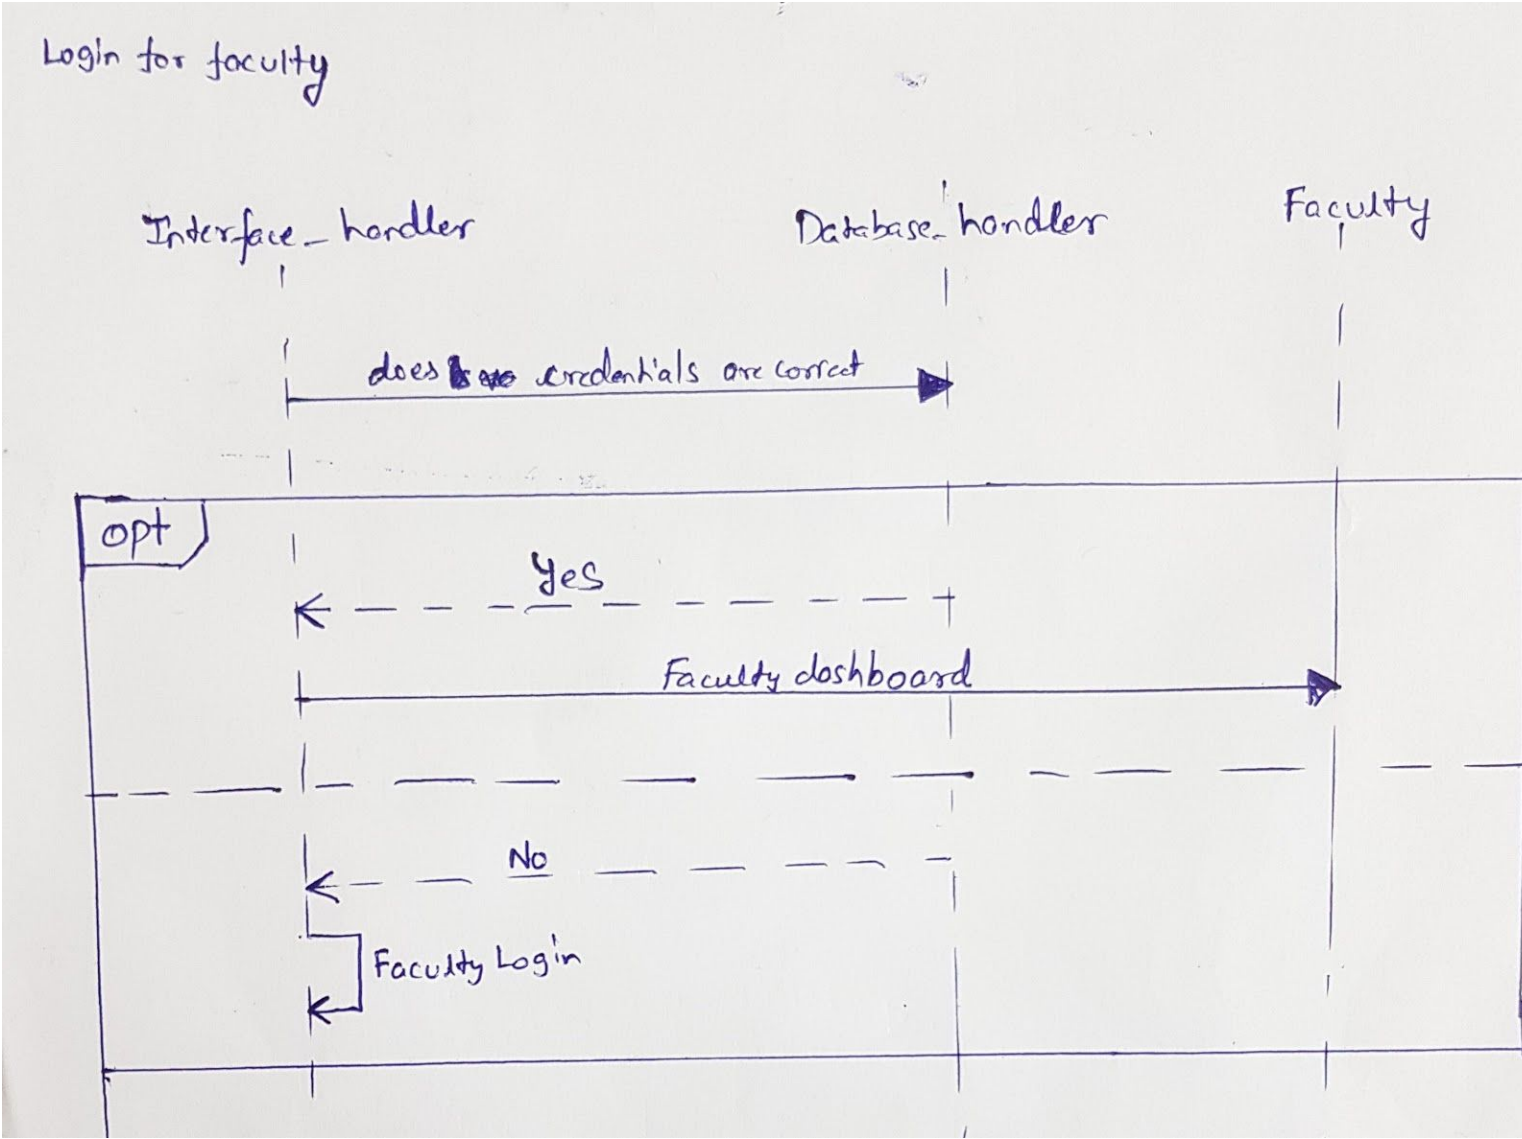 Login for faculty
Interface_handler
Database_handler
Faculty
does credentials are correct
opt
Yes
Faculty dashboard
No
Faculty Login